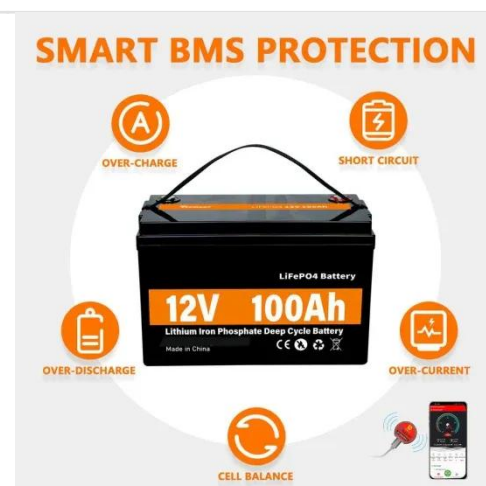 SMART BMS PROTECTION
A
OVER-CHARGE
SHORT CIRCUIT
LiFePO4 Battery
12V 100Ah
Lithium Iron Phosphate Deep Cycle Battery
Made in China
CE
OVER-DISCHARGE
OVER-CURRENT
CELL BALANCE